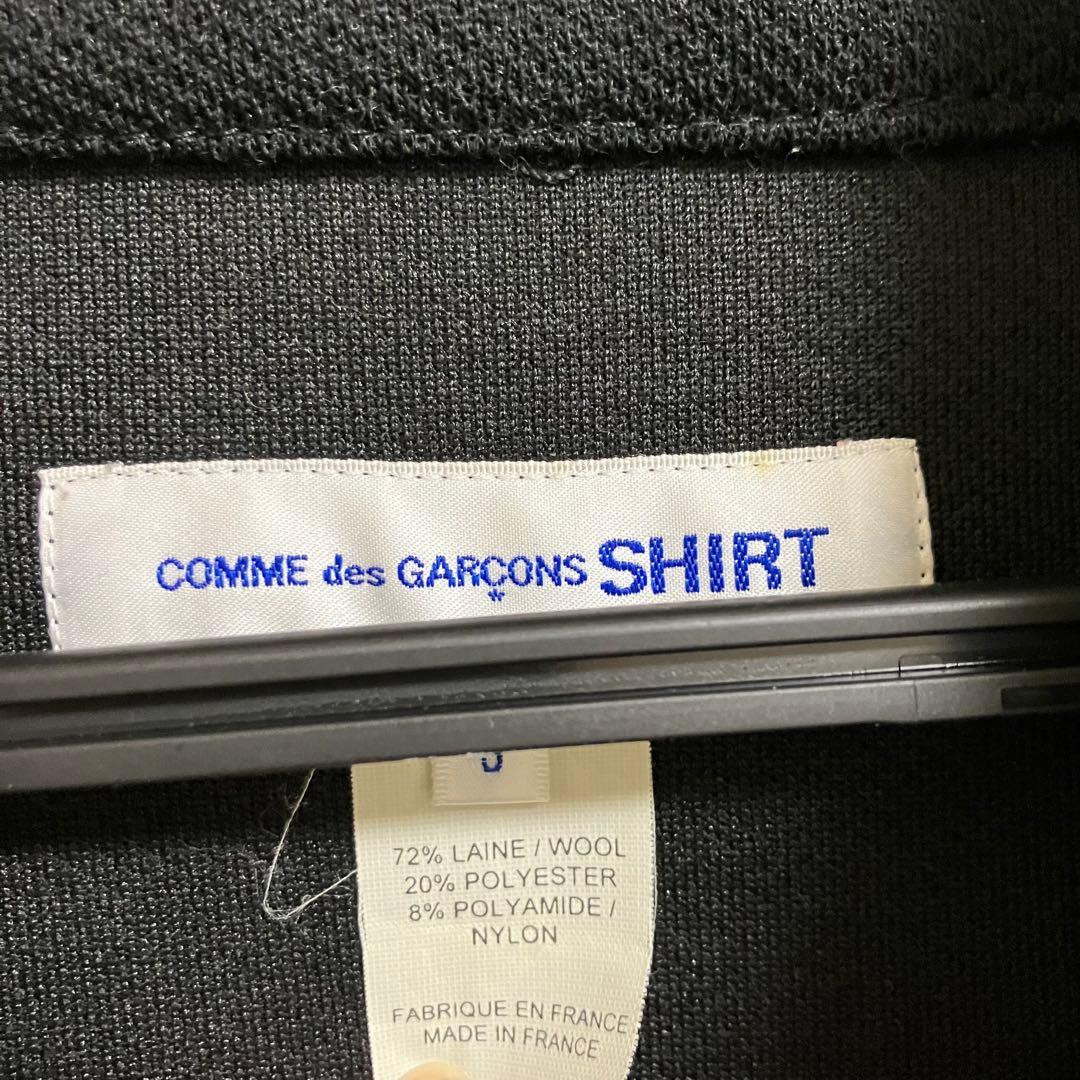 COMME des GARÇONS SHIRT
72% LAINE / WOOL
20% POLYESTER
8% POLYAMIDE /
NYLON
FABRIQUE EN FRANCE
MADE IN FRANCE